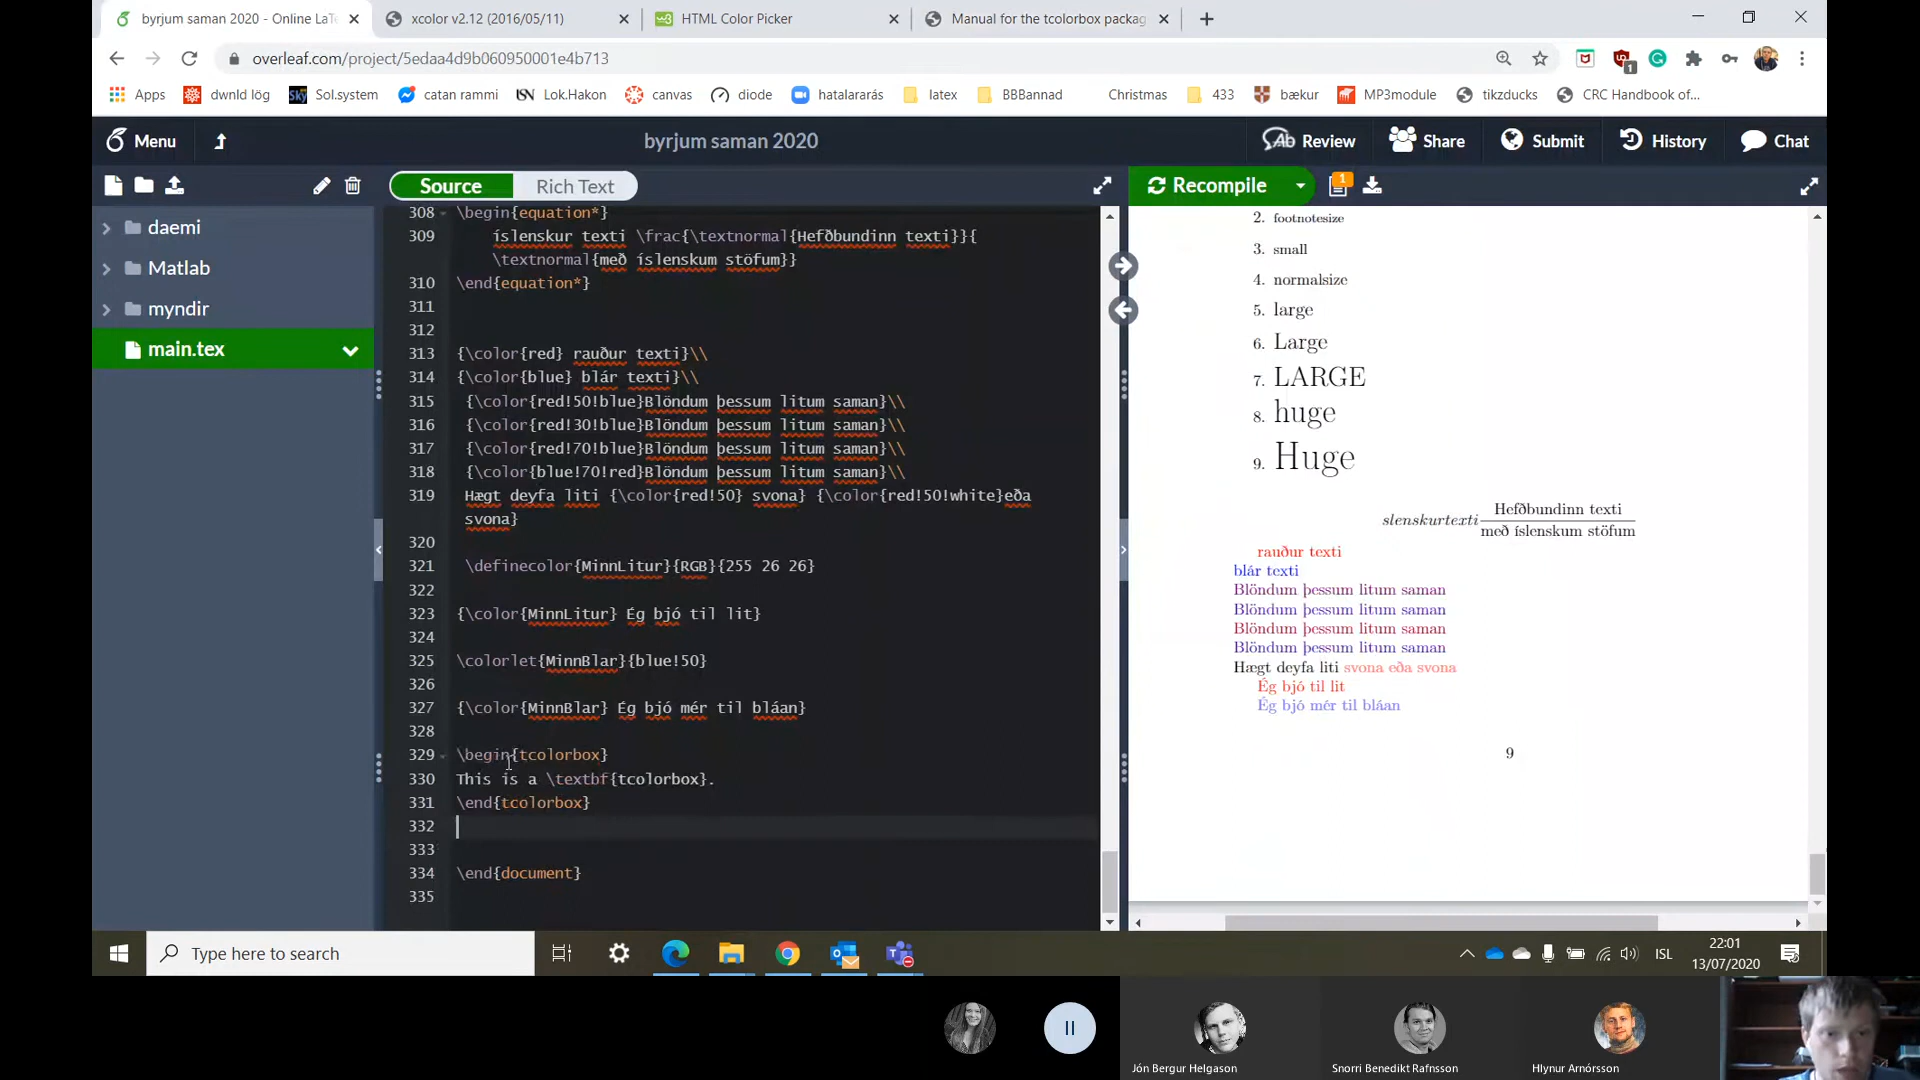 byrjum saman 2020 - Online LaTe
xcolor v2.12 (2016/05/11)
HTML Color Picker
Manual for the tcolorbox packag
overleaf.com/project/5edaa4d9b060950001e4b713
1
Apps
dwnld lög
Sky
Sol.system
catan rammi
Lok.Hakon
canvas
diode
hatalararás
latex
BBBannad
Christmas
433
bækur
MP3module
tikzducks
CRC Handbook of...
Menu
byrjum saman 2020
Review
Share
Submit
History
Chat
Source
Rich Text
Recompile
1
daemi
Matlab
myndir
main.tex
308 \begin{equation*}
309 íslenskur texti \frac{\textnormal{Hefðbundinn texti}}{
\textnormal{með íslenskum stöfum}}
310 \end{equation*}
311
312
313 {\color{red} rauður texti}\\
314 {\color{blue} blár texti}\\
315 {\color{red!50!blue}Blöndum þessum litum saman}\\
316 {\color{red!30!blue}Blöndum þessum litum saman}\\
317 {\color{red!70!blue}Blöndum þessum litum saman}\\
318 {\color{blue!70!red}Blöndum þessum litum saman}\\
319 Hægt deyfa liti {\color{red!50} svona} {\color{red!50!white}eða
svona}
320
321 \definecolor{MinnLitur}{RGB}{255 26 26}
322
323 {\color{MinnLitur} Ég bjó til lit}
324
325 \colorlet{MinnBlar}{blue!50}
326
327 {\color{MinnBlar} Ég bjó mér til bláan}
328
329 \begin{tcolorbox}
330 This is a \textbf{tcolorbox}.
331 \end{tcolorbox}
332
333
334 \end{document}
335
2. footnotesize
3. small
4. normalsize
5. large
6. Large
7. LARGE
8. huge
9. Huge
Hefðbundinn texti
slenskurtexti
með íslenskum stöfum
rauður texti
blár texti
Blöndum þessum litum saman
Blöndum þessum litum saman
Blöndum þessum litum saman
Blöndum þessum litum saman
Hægt deyfa liti svona eða svona
Ég bjó til lit
Ég bjó mér til bláan
9
Type here to search
ISL
22:01
13/07/2020
Jón Bergur Helgason
Snorri Benedikt Rafnsson
Hlynur Arnórsson